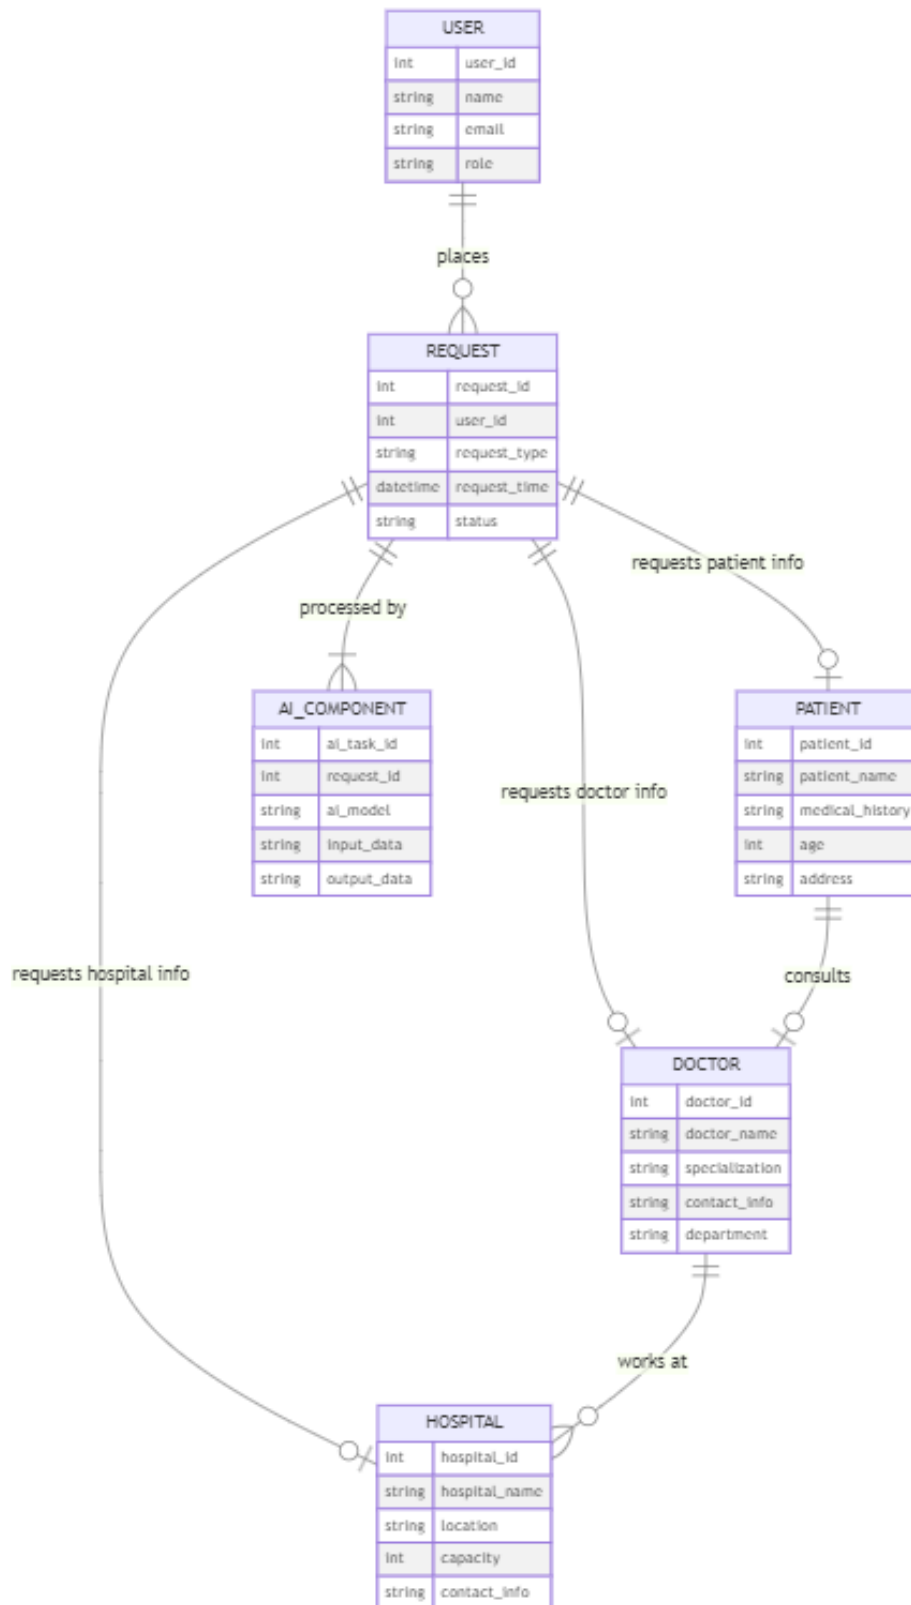 USER
int user_id
string name
string email
string role
places
REQUEST
int request_id
int user_id
string request_type
datetime request_time
string status
requests patient info
processed by
AI_COMPONENT
int ai_task_id
int request_id
string ai_model
string input_data
string output_data
PATIENT
int patient_id
string patient_name
string medical_history
int age
string address
requests doctor info
requests hospital info
consults
DOCTOR
int doctor_id
string doctor_name
string specialization
string contact_info
string department
works at
HOSPITAL
int hospital_id
string hospital_name
string location
int capacity
string contact_info